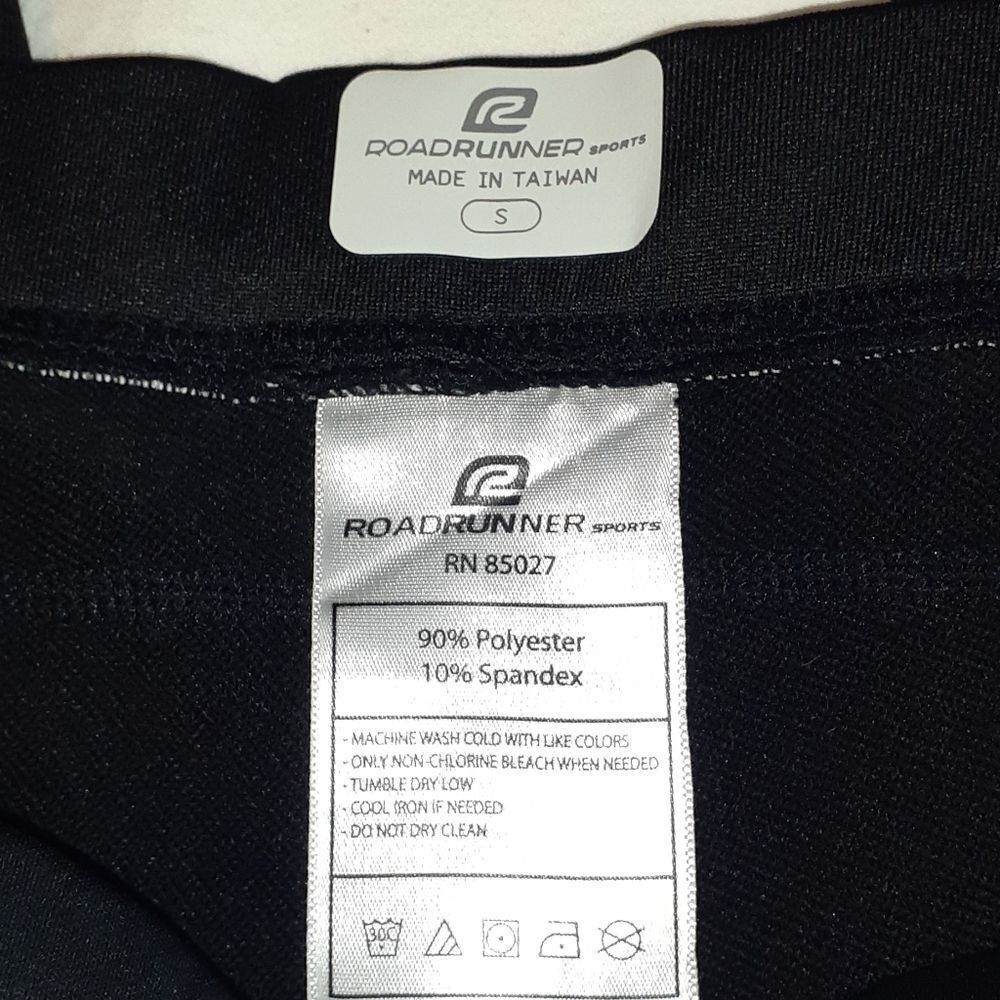 ROADRUNNER SPORTS
MADE IN TAIWAN
S
ROADRUNNER SPORTS
RN 85027
90% Polyester
10% Spandex
- MACHINE WASH COLD WITH LIKE COLORS
- ONLY NON-CHLORINE BLEACH WHEN NEEDED
- TUMBLE DRY LOW
- COOL IRON IF NEEDED
- DO NOT DRY CLEAN
30C